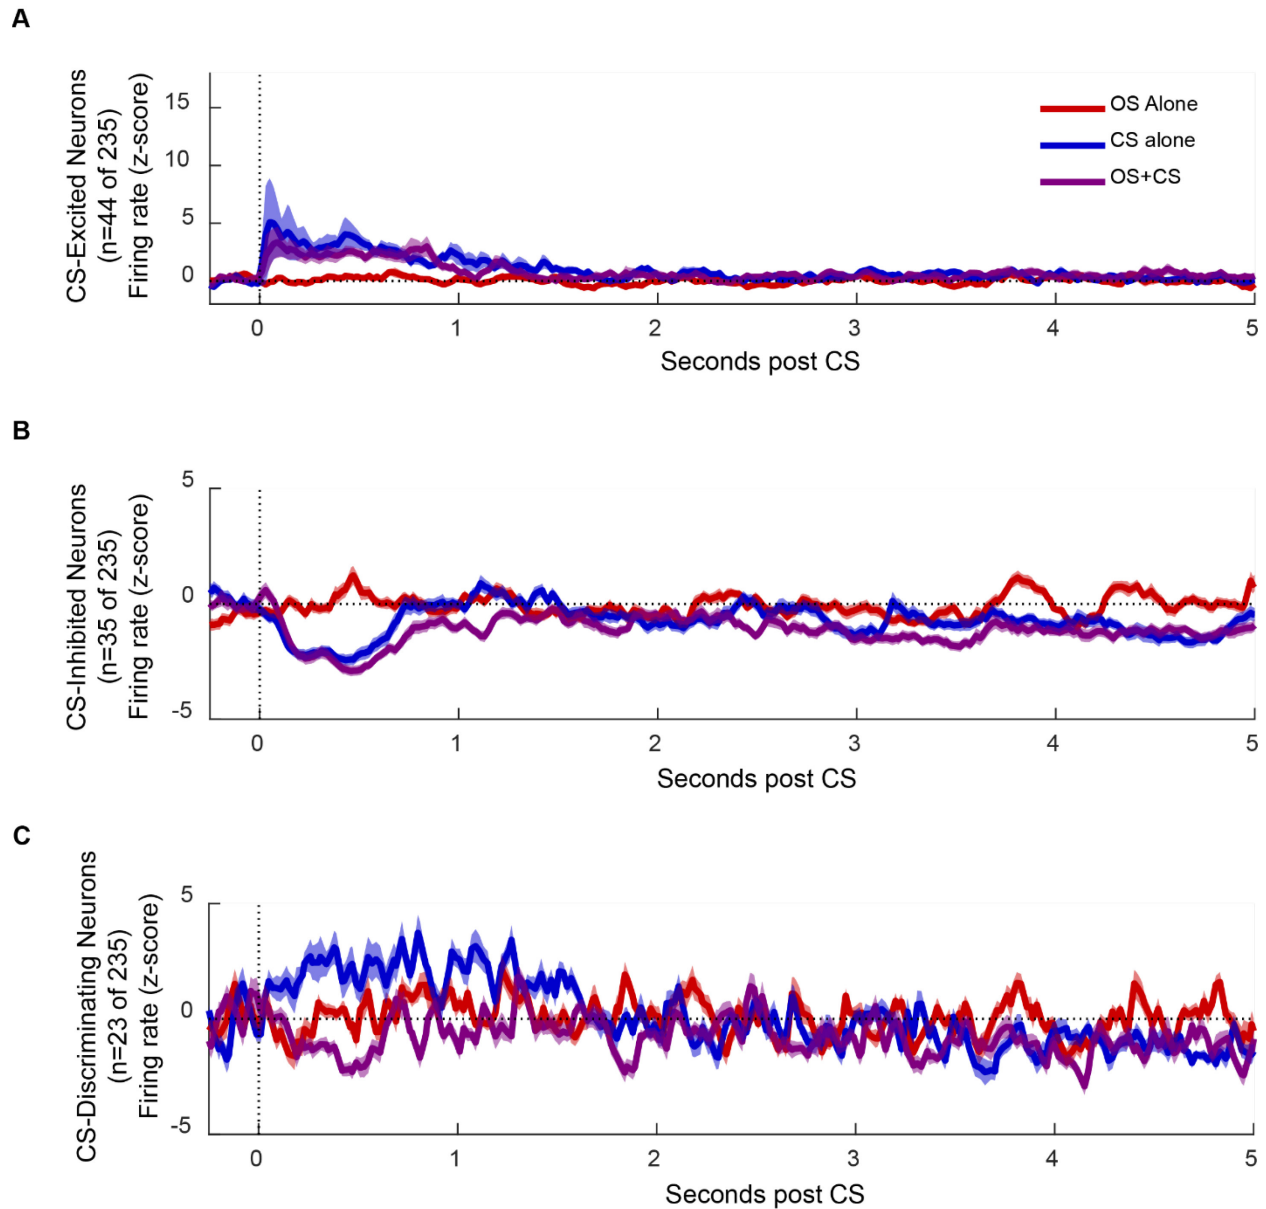 A
CS-Excited Neurons
(n=44 of 235)
Firing rate (z-score)
15
10
5
0
OS Alone
CS alone
OS+CS
0 1 2 3 4 5
Seconds post CS
B
CS-Inhibited Neurons
(n=35 of 235)
Firing rate (z-score)
5
0
-5
0 1 2 3 4 5
Seconds post CS
C
CS-Discriminating Neurons
(n=23 of 235)
Firing rate (z-score)
5
0
-5
0 1 2 3 4 5
Seconds post CS